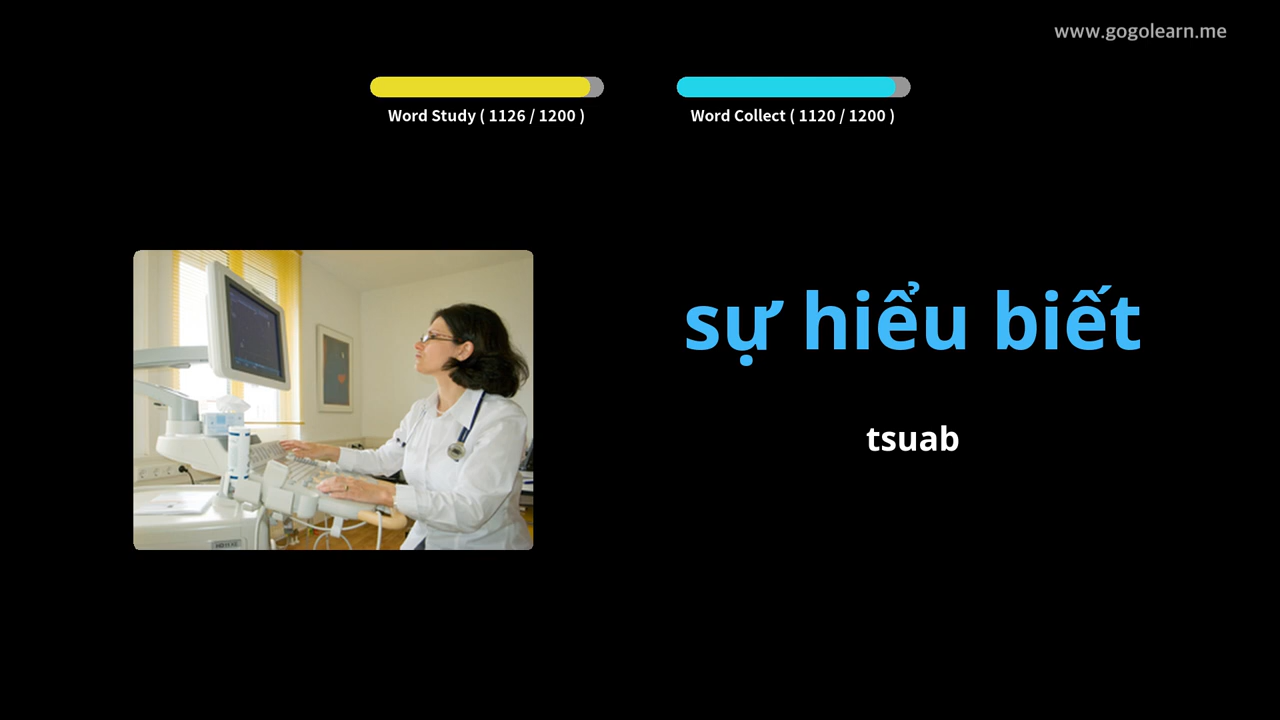 www.gogolearn.me
Word Study ( 1126 / 1200 )
Word Collect ( 1120 / 1200 )
sự hiểu biết
tsuab